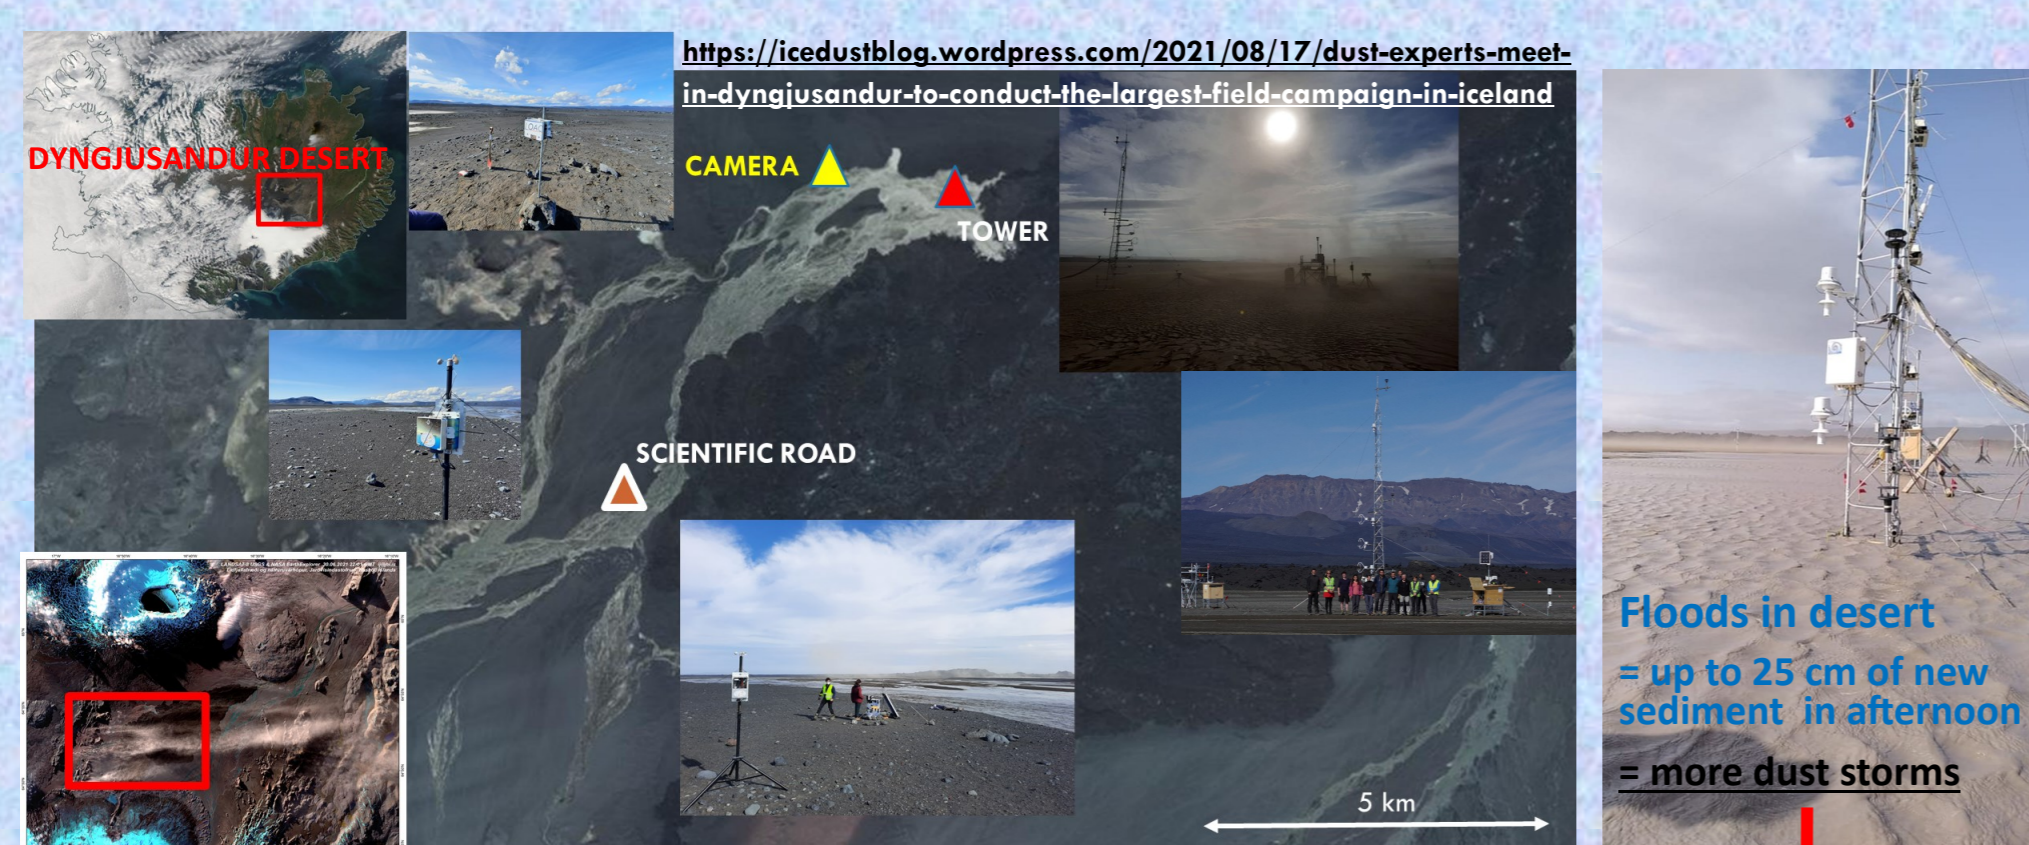 https://icedustblog.wordpress.com/2021/08/17/dust-experts-meet-
in-dyngjusandur-to-conduct-the-largest-field-campaign-in-iceland
DYNGJUSANDUR DESERT
CAMERA
TOWER
SCIENTIFIC ROAD
5 km
Floods in desert
= up to 25 cm of new
sediment in afternoon
= more dust storms